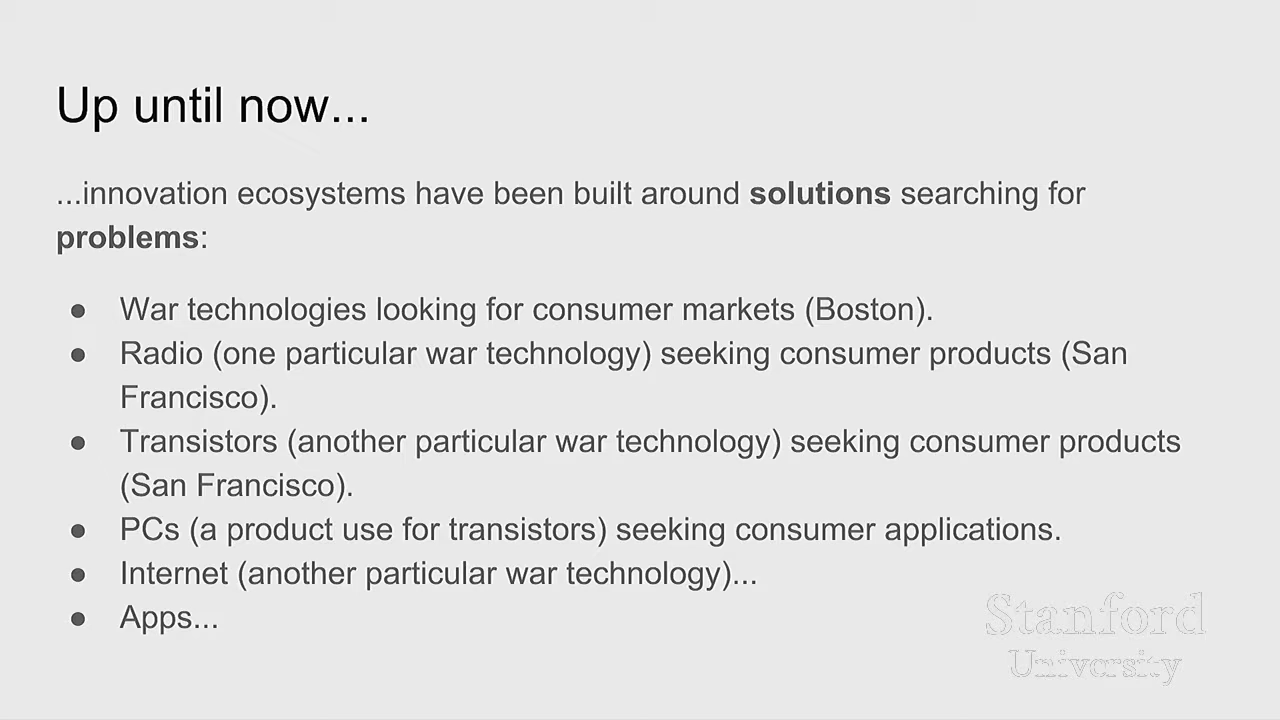 Up until now...
...innovation ecosystems have been built around solutions searching for
problems:
● War technologies looking for consumer markets (Boston).
● Radio (one particular war technology) seeking consumer products (San
Francisco).
● Transistors (another particular war technology) seeking consumer products
(San Francisco).
● PCs (a product use for transistors) seeking consumer applications.
● Internet (another particular war technology)...
● Apps...
Stanford
University